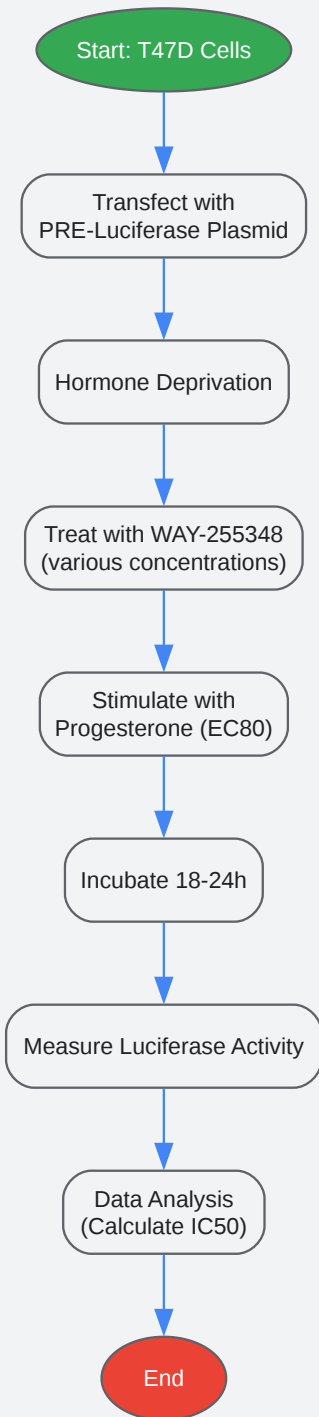 Start: T47D Cells
Transfect with
PRE-Luciferase Plasmid
Hormone Deprivation
Treat with WAY-255348
(various concentrations)
Stimulate with
Progesterone (EC80)
Incubate 18-24h
Measure Luciferase Activity
Data Analysis
(Calculate IC50)
End